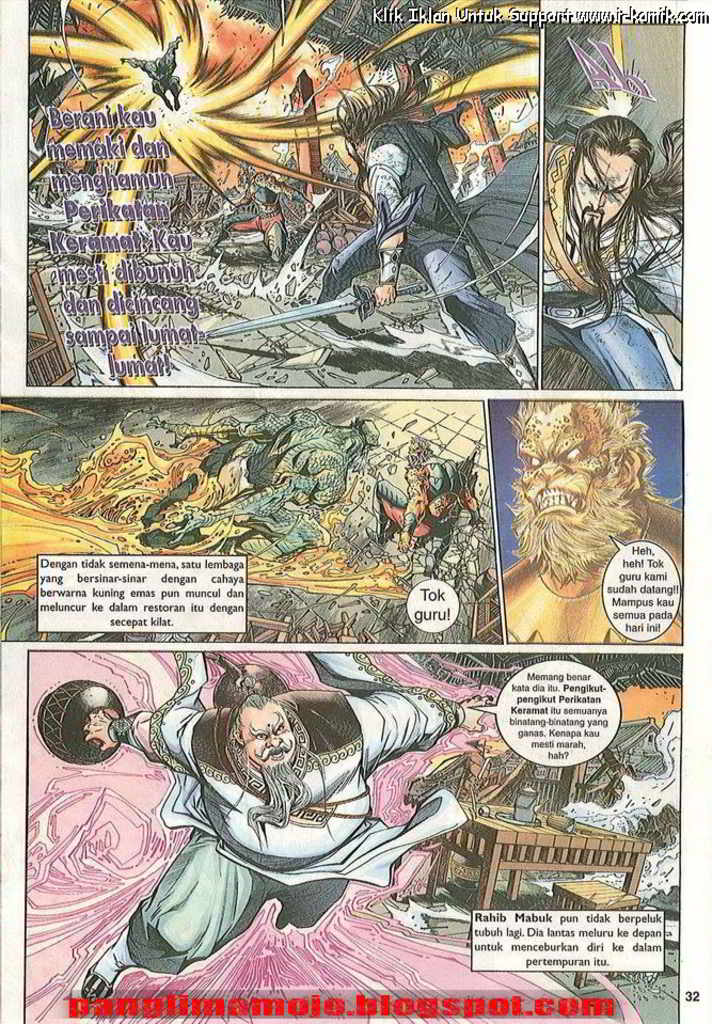 Klik Iklan Untuk Support www.i-komik.com
Berani kau
memaki dan
menghamun
Perikatan
Keramat. Kau
mesti dibunuh
dan dicincang
sampai lumat-
lumat!
Dengan tidak semena-mena, satu lembaga
yang bersinar-sinar dengan cahaya
berwarna kuning emas pun muncul dan
meluncur ke dalam restoran itu dengan
secepat kilat.
Tok
guru!
Heh,
heh! Tok
guru kami
sudah datang!!
Mampus kau
semua pada
hari ini!
Memang benar
kata dia itu. Pengikut-
pengikut Perikatan
Keramat itu semuanya
binatang-binatang yang
ganas. Kenapa kau
mesti marah,
hah?
Rahib Mabuk pun tidak berpeluk
tubuh lagi. Dia lantas meluru ke depan
untuk menceburkan diri ke dalam
pertempuran itu.
32
panglimamojo.blogspot.com